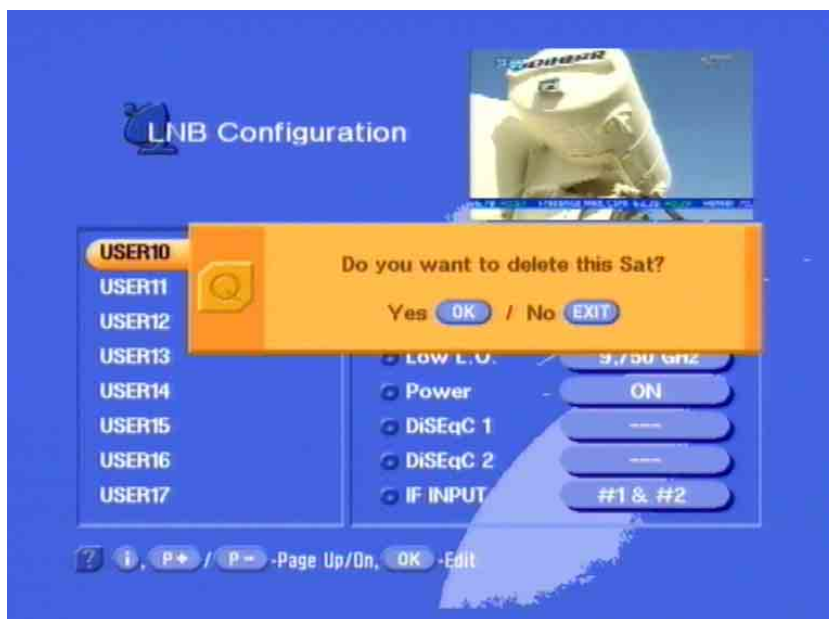 LNB Configuration
USER10
USER11
USER12
USER13
USER14
USER15
USER16
USER17
Do you want to delete this Sat?
Yes OK / No EXIT
Low L.O. 9,750 GHz
Power ON
DiSEqC 1 ---
DiSEqC 2 ---
IF INPUT #1 & #2
? i, P+ / P- -Page Up/Dn, OK -Edit